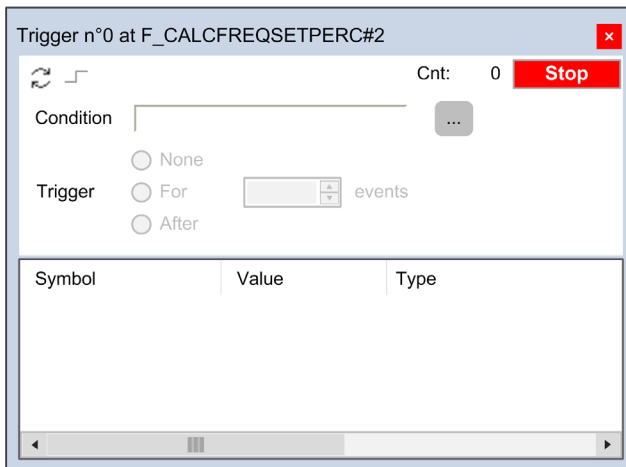 Trigger n°0 at F_CALCFREQSETPERC#2
Cnt: 0 Stop
Condition ...
None
Trigger For events
After
Symbol Value Type